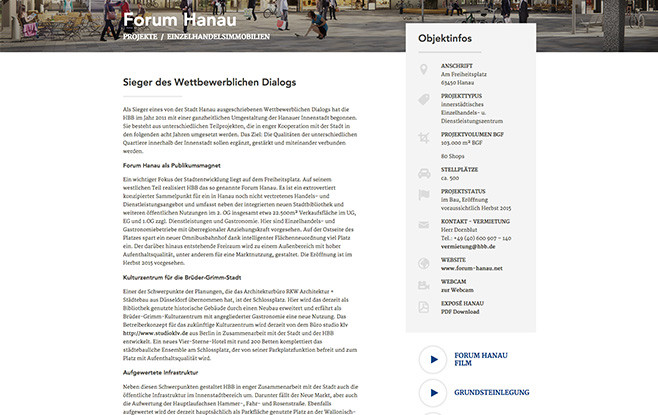 Forum Hanau
PROJEKTE / EINZELHANDELSIMMOBILIEN
Sieger des Wettbewerblichen Dialogs
Als Sieger eines von der Stadt Hanau ausgeschriebenen Wettbewerblichen Dialogs hat die
HBB im Jahr 2011 mit einer ganzheitlichen Umgestaltung der Hanauer Innenstadt begonnen.
Sie besteht aus unterschiedlichen Teilprojekten, die in enger Kooperation mit der Stadt in
den folgenden acht Jahren umgesetzt werden. Das Ziel: Die Qualitäten der unterschiedlichen
Quartiere innerhalb der Innenstadt sollen ergänzt, gestärkt und miteinander verbunden
werden.
Forum Hanau als Publikumsmagnet
Ein wichtiger Fokus der Stadtentwicklung liegt auf dem Freiheitsplatz. Auf seinem
westlichen Teil realisiert HBB das so genannte Forum Hanau. Es ist ein extrovertiert
konzipierter Sammelpunkt für ein in Hanau noch nicht vertretenes Handels- und
Dienstleistungsangebot und umfasst neben der integrierten neuen Stadtbibliothek und
weiteren öffentlichen Nutzungen im 2. OG insgesamt etwa 22.500m² Verkaufsfläche im UG,
EG und 1.OG zzgl. Dienstleistungen und Gastronomie. Hier sind Einzelhandels- und
Gastronomiebetriebe mit überregionaler Anziehungskraft vorgesehen. Auf der Ostseite des
Platzes spart ein neuer Omnibusbahnhof dank intelligenter Flächenneuordnung viel Platz
ein. Der darüber hinaus entstehende Freiraum wird zu einem Außenbereich mit hoher
Aufenthaltsqualität, unter anderem für eine Marktnutzung, gestaltet. Die Eröffnung ist im
Herbst 2015 vorgesehen.
Kulturzentrum für die Brüder-Grimm-Stadt
Einer der Schwerpunkte der Planungen, die das Architekturbüro RKW Architektur +
Städtebau aus Düsseldorf übernommen hat, ist der Schlossplatz. Hier wird das derzeit als
Bibliothek genutzte historische Gebäude durch einen Neubau erweitert und erfährt als
Brüder-Grimm-Kulturzentrum mit angegliederter Gastronomie eine neue Nutzung. Das
Betreiberkonzept für das zukünftige Kulturzentrum wird derzeit von dem Büro studio klv
http://www.studioklv.de aus Berlin in Zusammenarbeit mit der Stadt und der HBB
entwickelt. Ein neues Vier-Sterne-Hotel mit rund 200 Betten komplettiert das
städtebauliche Ensemble am Schlossplatz, der von seiner Parkplatzfunktion befreit und zum
Platz mit Aufenthaltsqualität wird.
Aufgewertete Infrastruktur
Neben diesen Schwerpunkten gestaltet HBB in enger Zusammenarbeit mit der Stadt auch die
öffentliche Infrastruktur im Innenstadtbereich um. Darunter fällt der Neue Markt, aber auch
die Aufwertung der Hauptlaufachsen Hammer-, Fahr- und Rosenstraße. Ebenfalls
aufgewertet wird der derzeit hauptsächlich als Parkfläche genutzte Platz an der Wallonisch-
Objektinfos
ANSCHRIFT
Am Freiheitsplatz
63450 Hanau
PROJEKTTYPUS
innerstädtisches
Einzelhandels- u.
Dienstleistungszentrum
PROJEKTVOLUMEN BGF
103.000 m² BGF
80 Shops
STELLPLÄTZE
ca. 500
PROJEKTSTATUS
im Bau, Eröffnung
voraussichtlich Herbst 2015
KONTAKT - VERMIETUNG
Herr Dornblut
Tel.: +49 (40) 600 907 - 140
vermietung@hbb.de
WEBSITE
www.forum-hanau.net
WEBCAM
zur Webcam
EXPOSÉ HANAU
PDF Download
FORUM HANAU
FILM
GRUNDSTEINLEGUNG